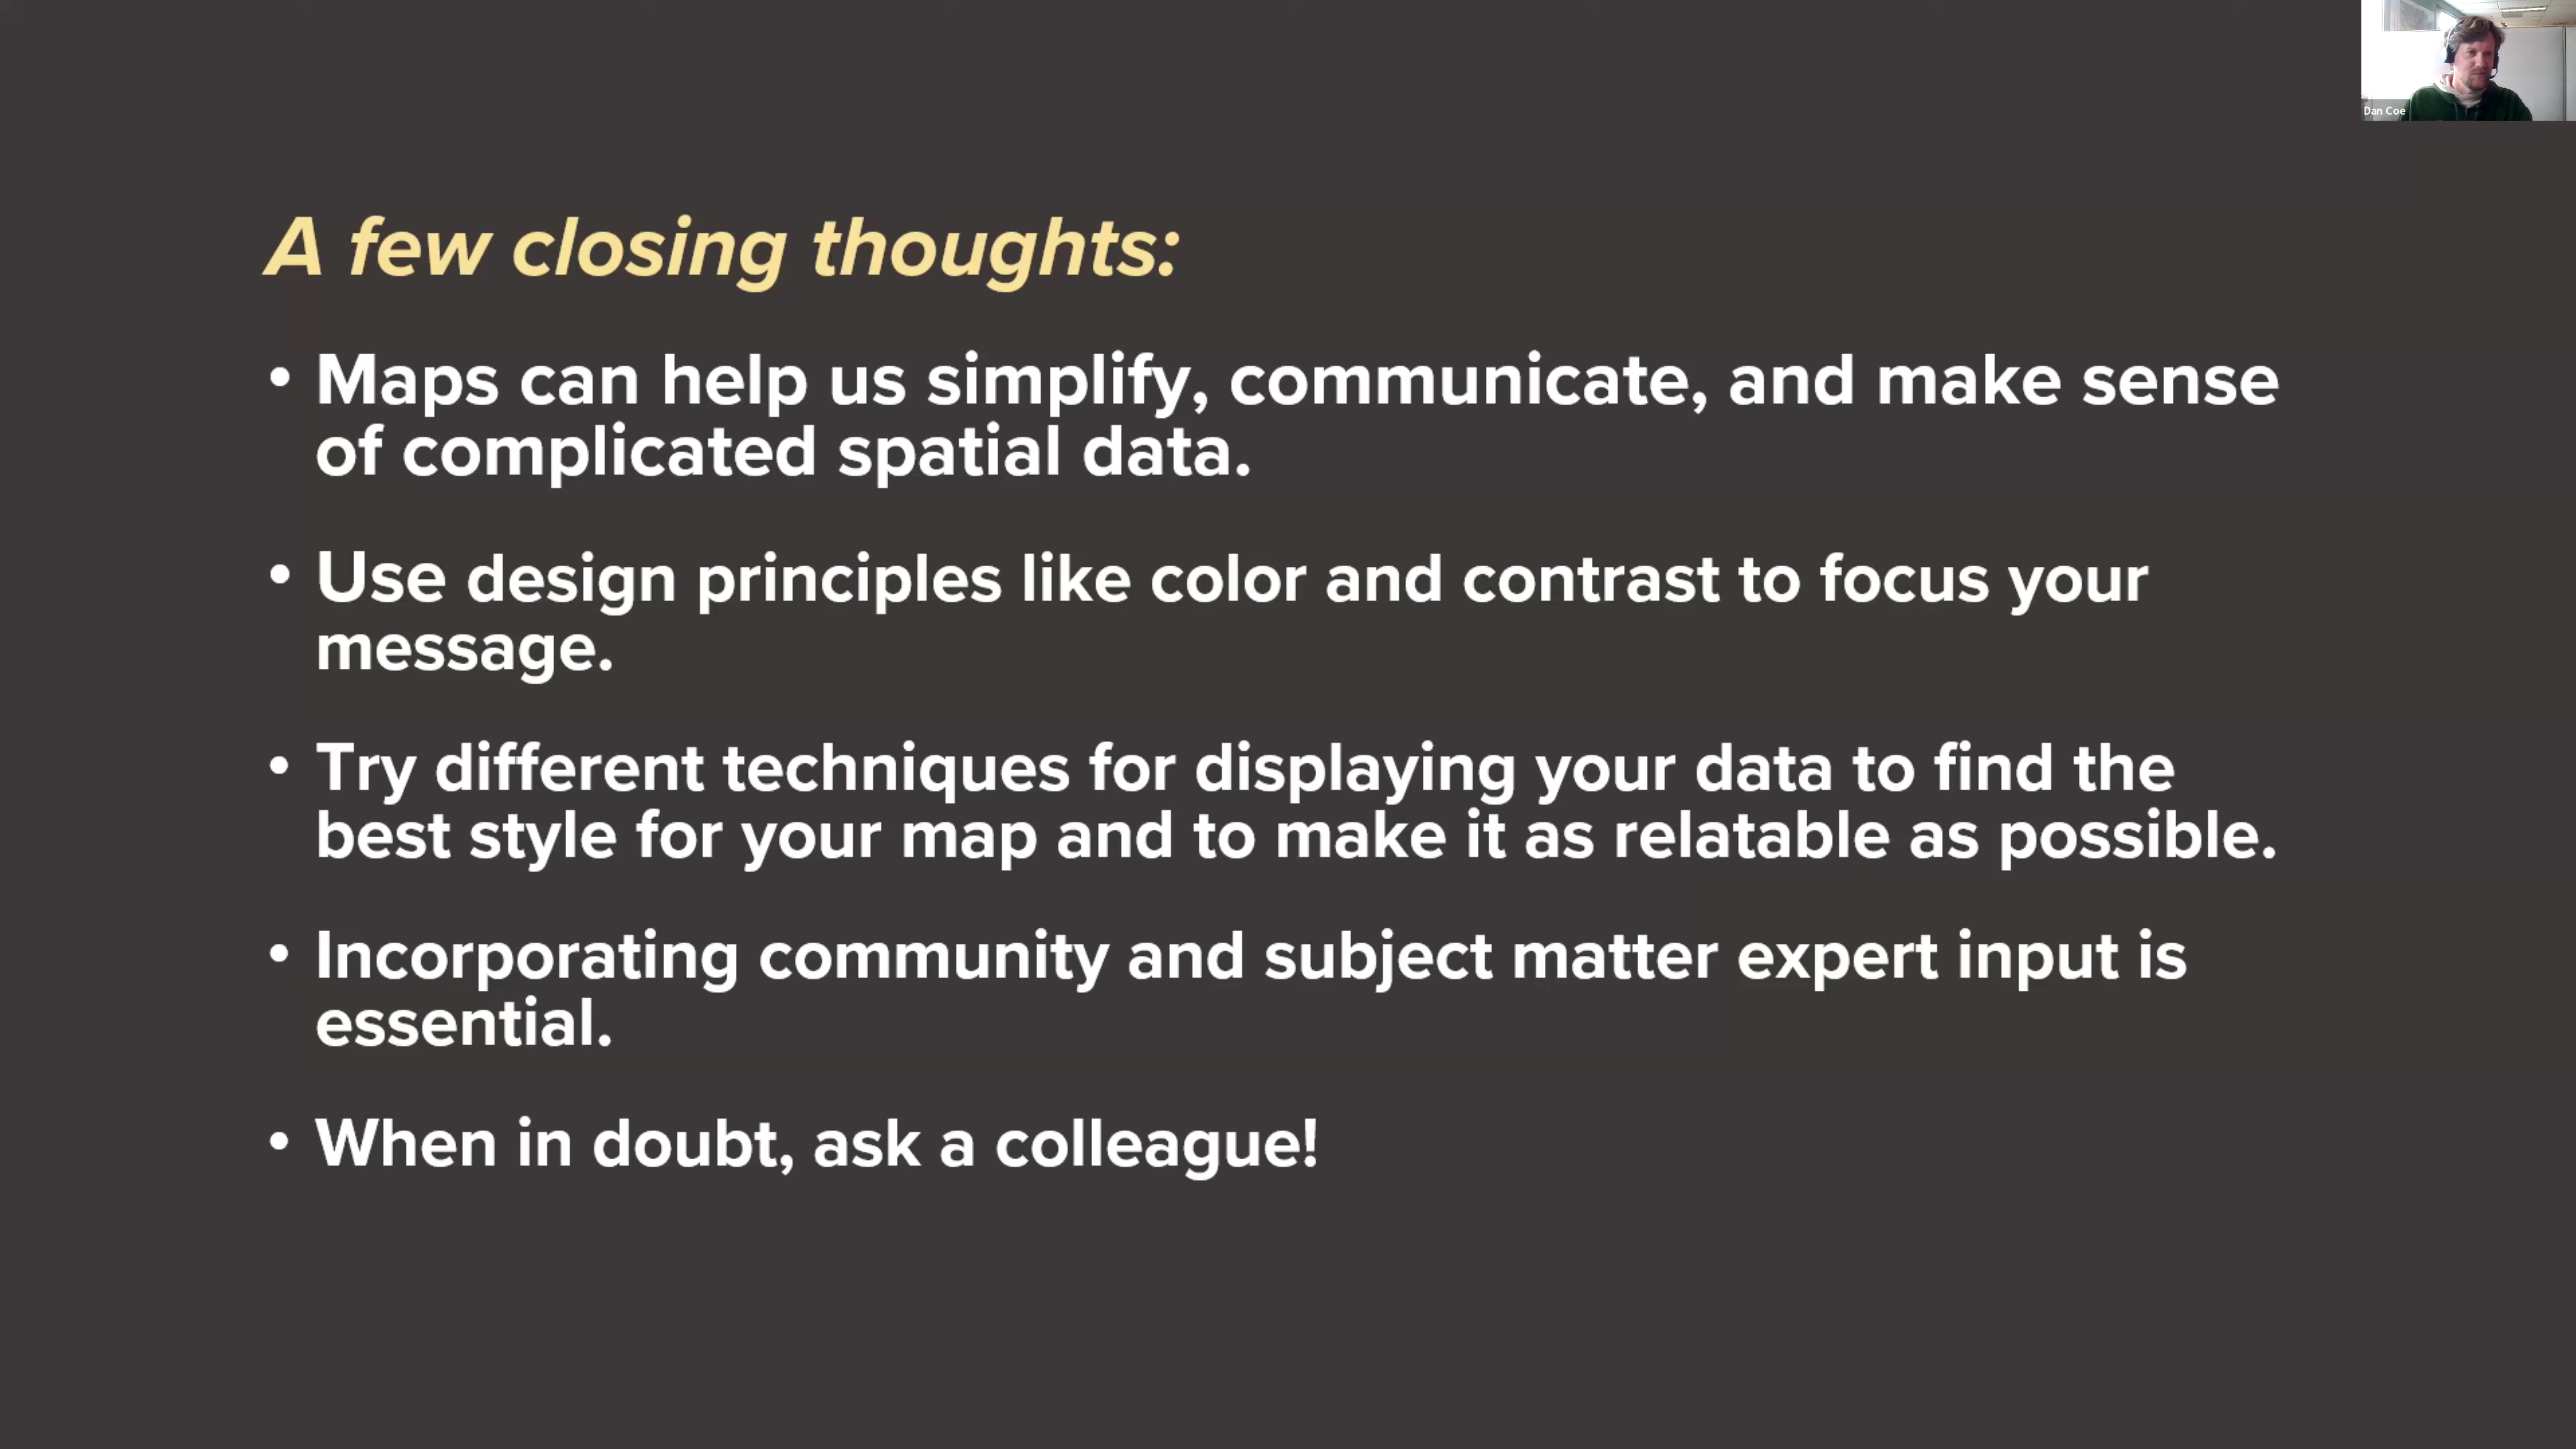 Dan Coe
A few closing thoughts:
• Maps can help us simplify, communicate, and make sense
of complicated spatial data.
• Use design principles like color and contrast to focus your
message.
• Try different techniques for displaying your data to find the
best style for your map and to make it as relatable as possible.
• Incorporating community and subject matter expert input is
essential.
• When in doubt, ask a colleague!